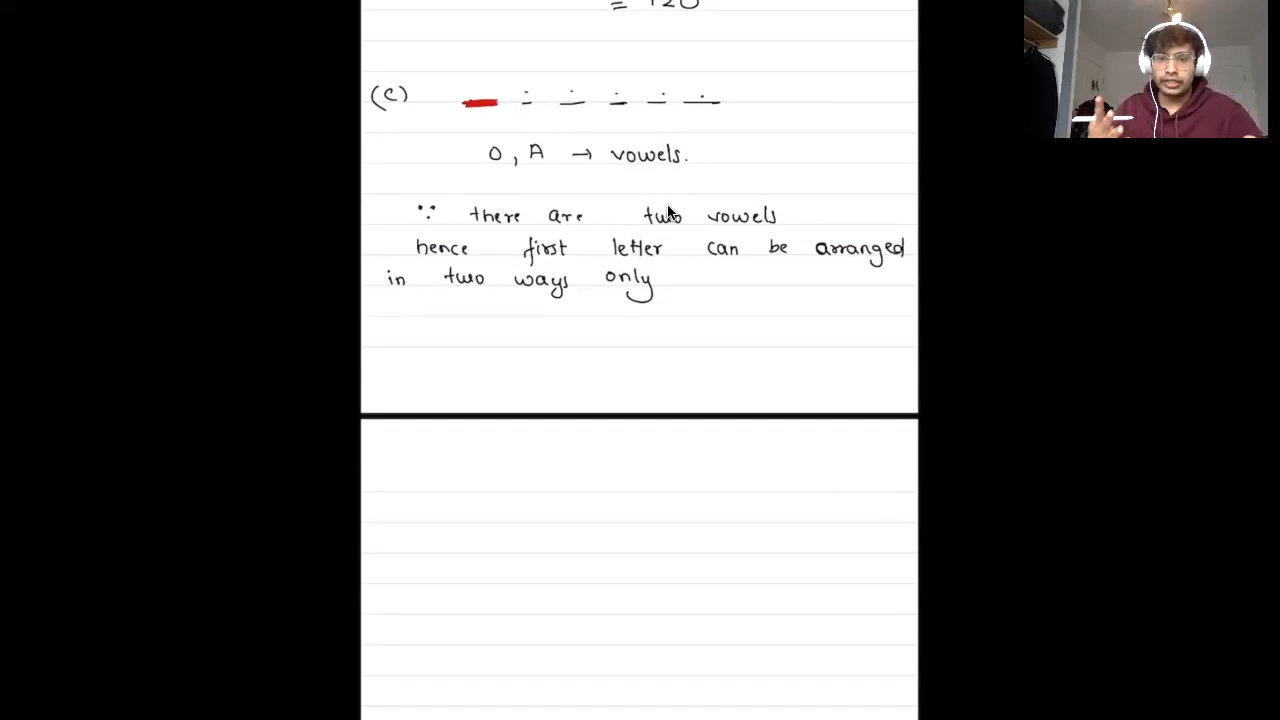 (c)
O, A → vowels.
∵ there are two vowels
hence first letter can be arranged
in two ways only